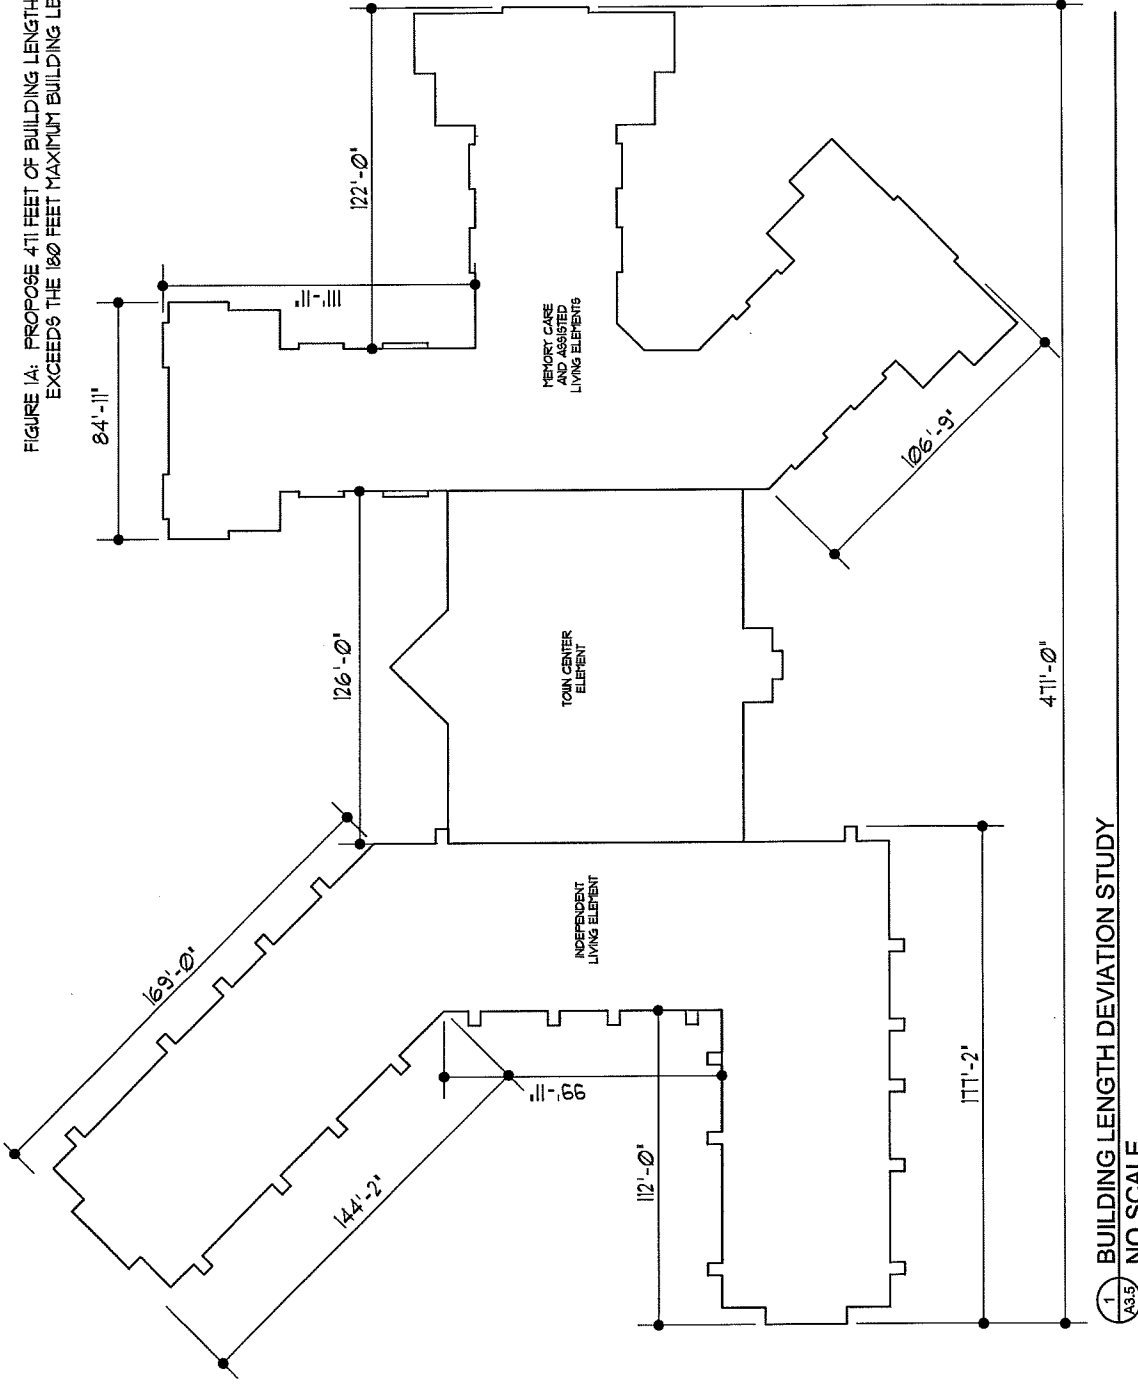 FIGURE 1A: PROPOSE 471 FEET OF BUILDING LENGTH
EXCEEDS THE 180 FEET MAXIMUM BUILDING LE
122'-0"
111'-11"
84'-11"
MEMORY CARE
AND ASSISTED
LIVING ELEMENTS
106'-9"
126'-0"
TOWN CENTER
ELEMENT
471'-0"
169'-0"
INDEPENDENT
LIVING ELEMENT
99'-11"
144'-2"
112'-0"
177'-2"
1
A3.5
BUILDING LENGTH DEVIATION STUDY
NO SCALE